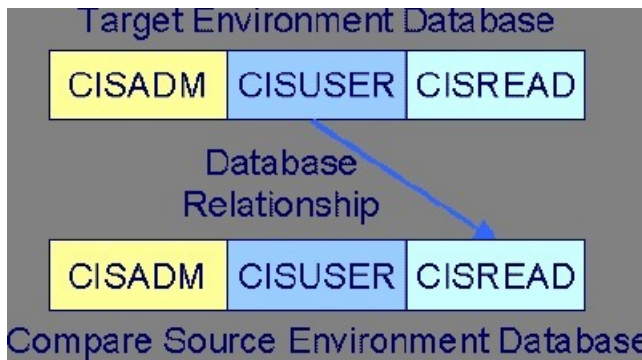 Target Environment Database
CISADM CISUSER CISREAD
Database
Relationship
CISADM CISUSER CISREAD
Compare Source Environment Database